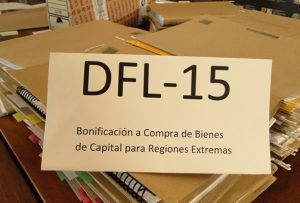 DFL-15
Bonificación a Compra de Bienes
de Capital para Regiones Extremas